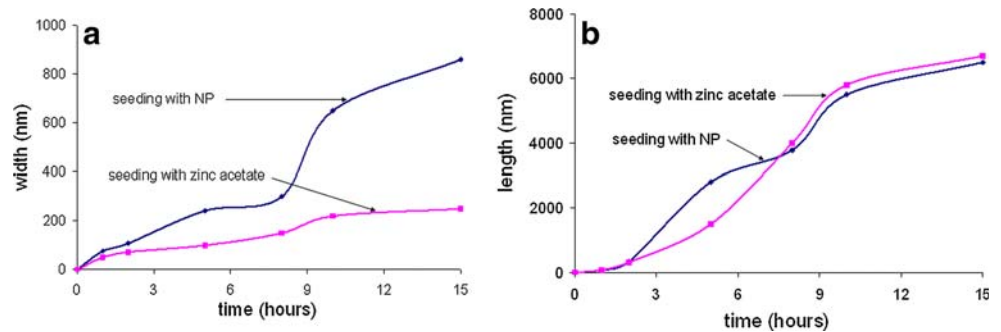 a
1000
800
600
400
200
0
width (nm)
seeding with NP
seeding with zinc acetate
0 3 6 9 12 15
time (hours)
b
8000
6000
4000
2000
0
length (nm)
seeding with zinc acetate
seeding with NP
0 3 6 9 12 15
time (hours)